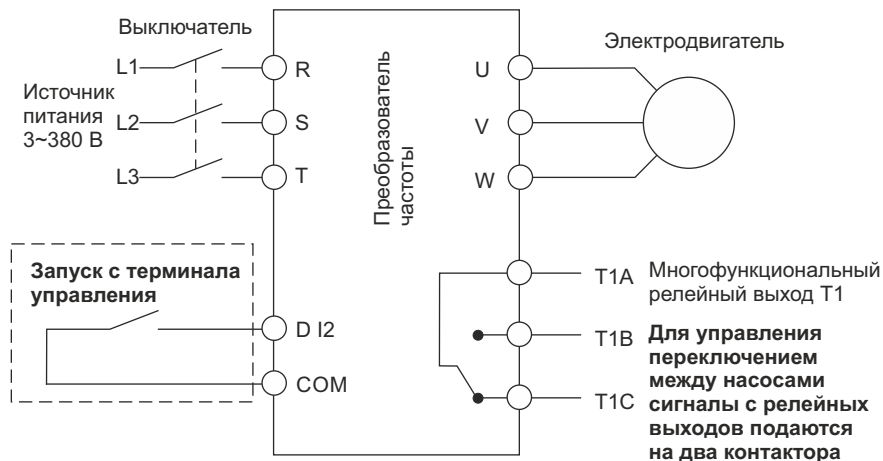 Выключатель
L1
R
Источник
питания
3~380 В
L2
S
L3
T
Преобразователь
частоты
Электродвигатель
U
V
W
Запуск с терминала
управления
D I2
COM
T1A
Многофункциональный
релейный выход T1
T1B
T1C
Для управления
переключением
между насосами
сигналы с релейных
выходов подаются
на два контактора